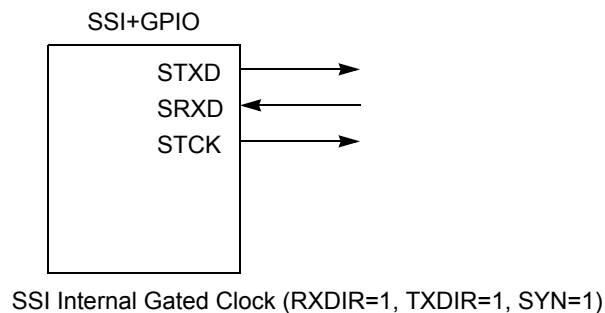 SSI+GPIO
STXD
SRXD
STCK
SSI Internal Gated Clock (RXDIR=1, TXDIR=1, SYN=1)